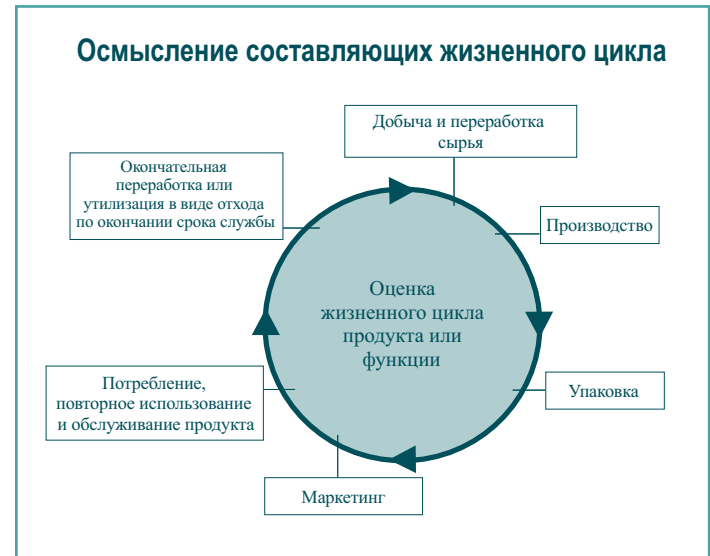 Осмысление составляющих жизненного цикла
Добыча и переработка
сырья
Производство
Упаковка
Маркетинг
Потребление,
повторное использование
и обслуживание продукта
Окончательная
переработка или
утилизация в виде отхода
по окончании срока службы
Оценка
жизненного цикла
продукта или
функции